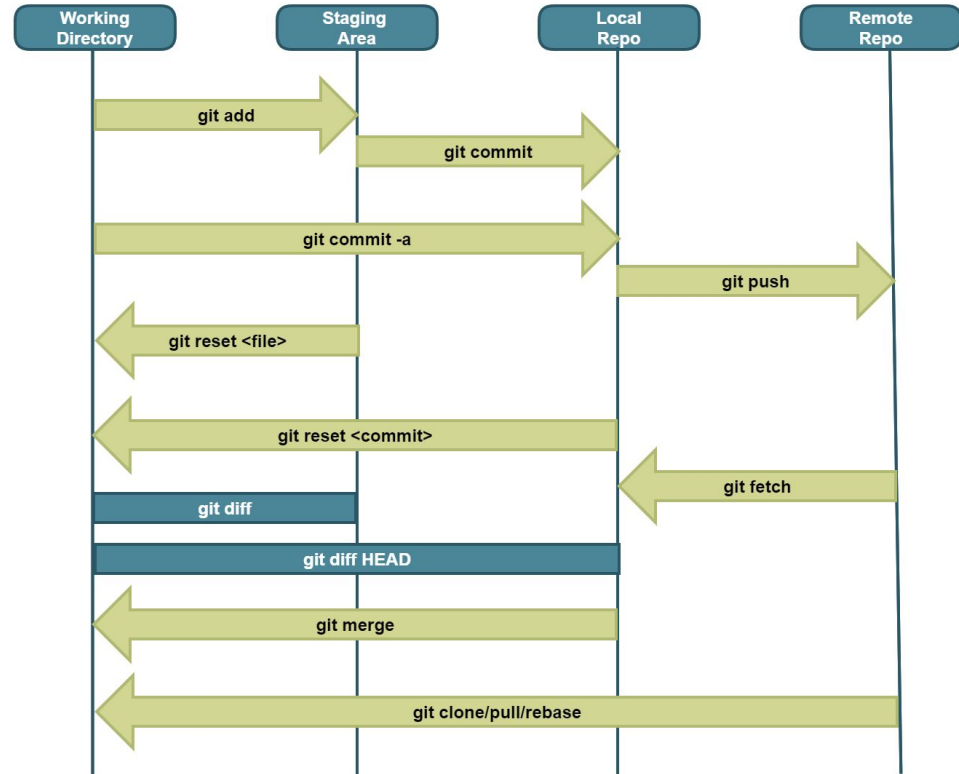 Working
Directory
Staging
Area
Local
Repo
Remote
Repo
git add
git commit
git commit -a
git push
git reset <file>
git reset <commit>
git fetch
git diff
git diff HEAD
git merge
git clone/pull/rebase